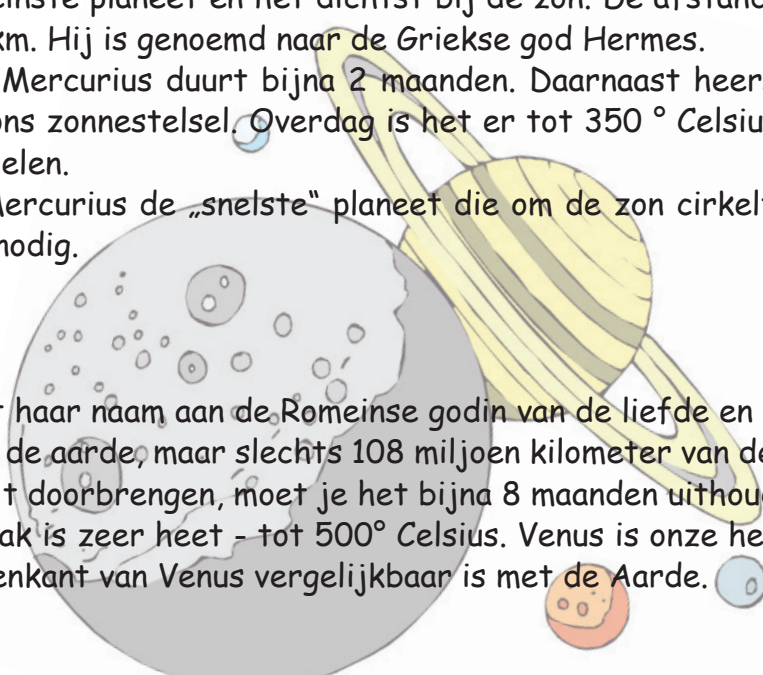 einste planeet en het dichtst bij de zon. De afstand
km. Hij is genoemd naar de Griekse god Hermes.
Mercurius duurt bijna 2 maanden. Daarnaast heers
ons zonnestelsel. Overdag is het er tot 350 ° Celsiu
elen.
Mercurius de „snelste“ planeet die om de zon cirkelt
nodig.
t haar naam aan de Romeinse godin van de liefde en
de aarde, maar slechts 108 miljoen kilometer van de
t doorbrengen, moet je het bijna 8 maanden uithou
ak is zeer heet - tot 500° Celsius. Venus is onze he
enkant van Venus vergelijkbaar is met de Aarde.